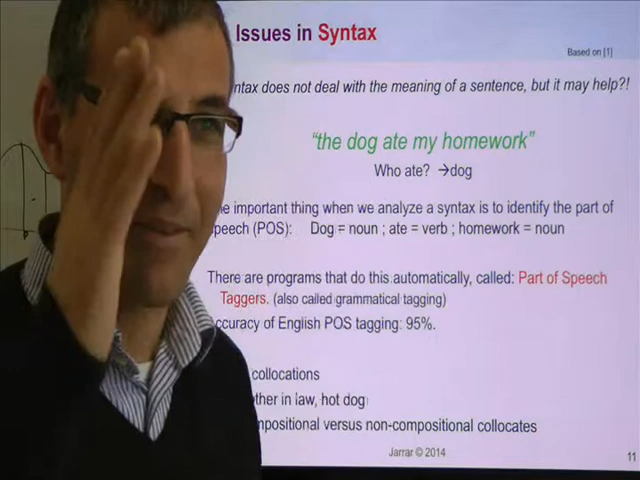 Issues in Syntax
Based on [1]
ntax does not deal with the meaning of a sentence, but it may help?!
“the dog ate my homework”
Who ate? →dog
e important thing when we analyze a syntax is to identify the part of
peech (POS): Dog = noun ; ate = verb ; homework = noun
There are programs that do this automatically, called: Part of Speech
Taggers. (also called grammatical tagging)
ccuracy of English POS tagging: 95%.
collocations
ther in law, hot dog
mpositional versus non-compositional collocates
Jarrar © 2014
11